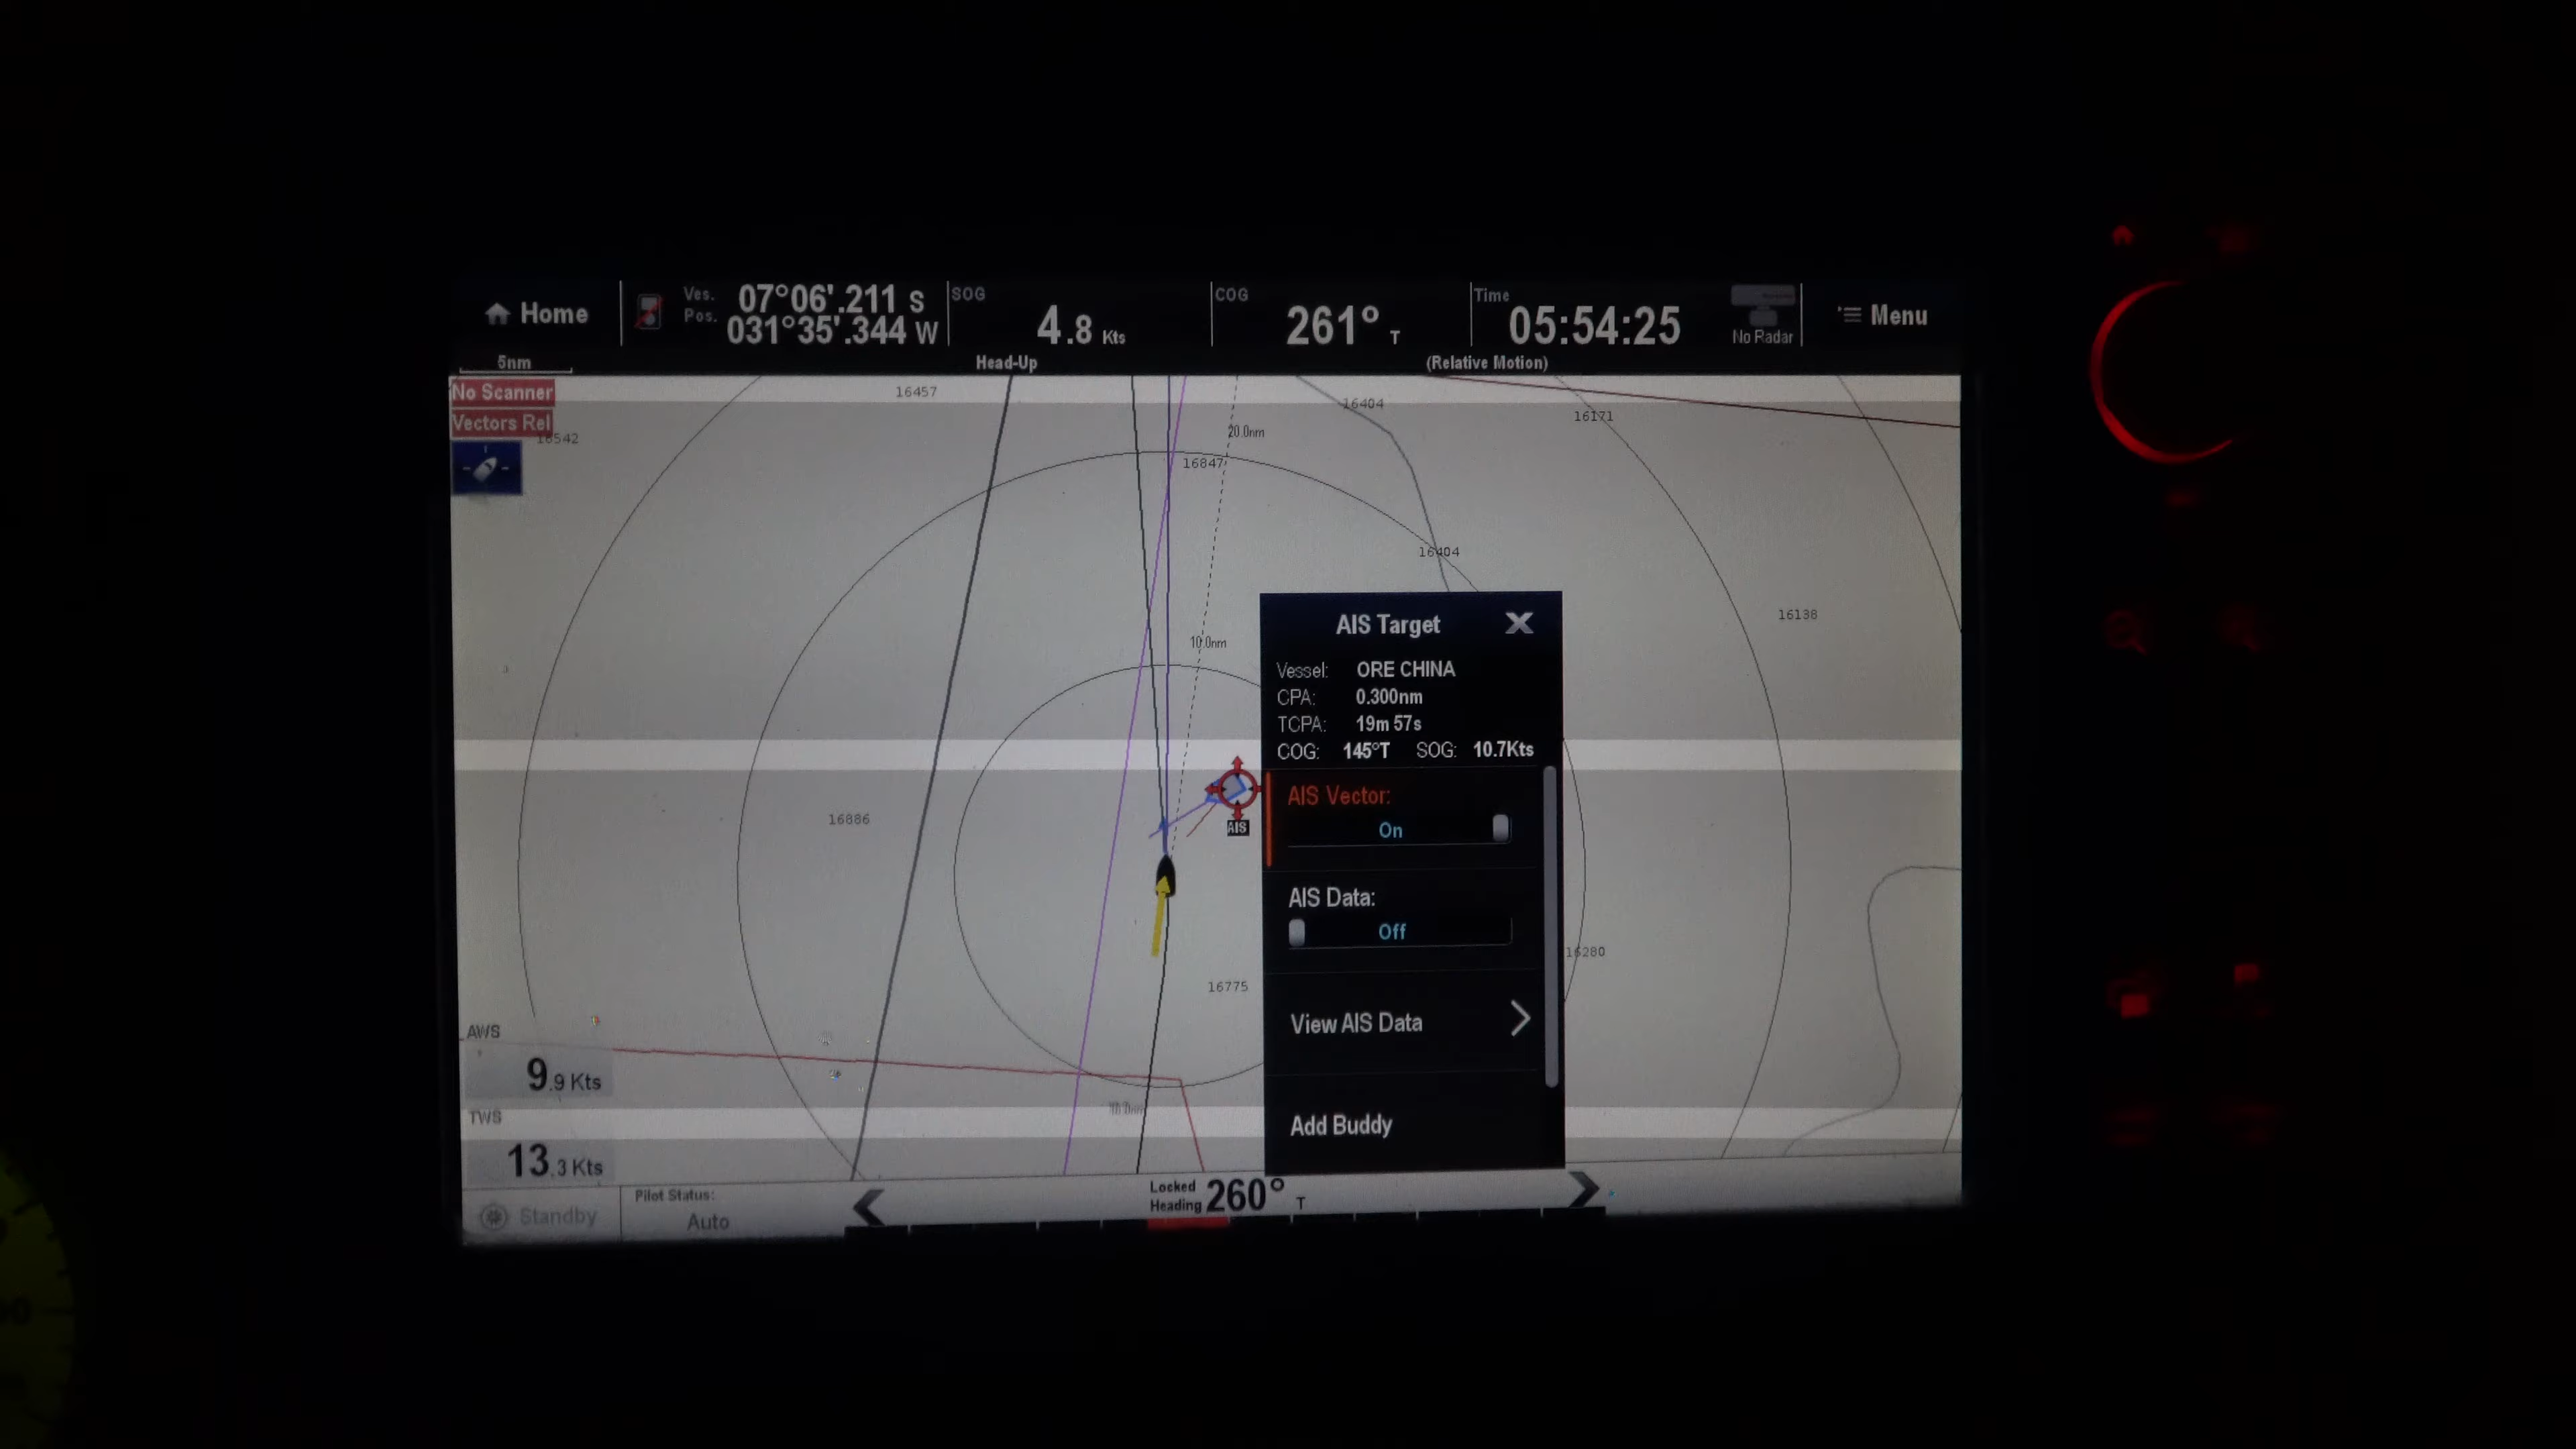 Home
Ves. Pos. 07°06'.211 S
031°35'.344 W
SOG 4.8 Kts
COG 261° T
Time 05:54:25
No Radar
Menu
5nm
Head-Up
(Relative Motion)
No Scanner
Vectors Rel
16457
16404
16171
16542
20.0nm
16847
16404
16138
10.0nm
AIS Target
Vessel: ORE CHINA
CPA: 0.300nm
TCPA: 19m 57s
COG: 145°T SOG: 10.7Kts
AIS Vector:
On
AIS
16886
AIS Data:
Off
16280
16775
View AIS Data
AWS
9.9 Kts
TWS
13.3 Kts
Add Buddy
Standby
Pilot Status:
Auto
Locked Heading 260° T